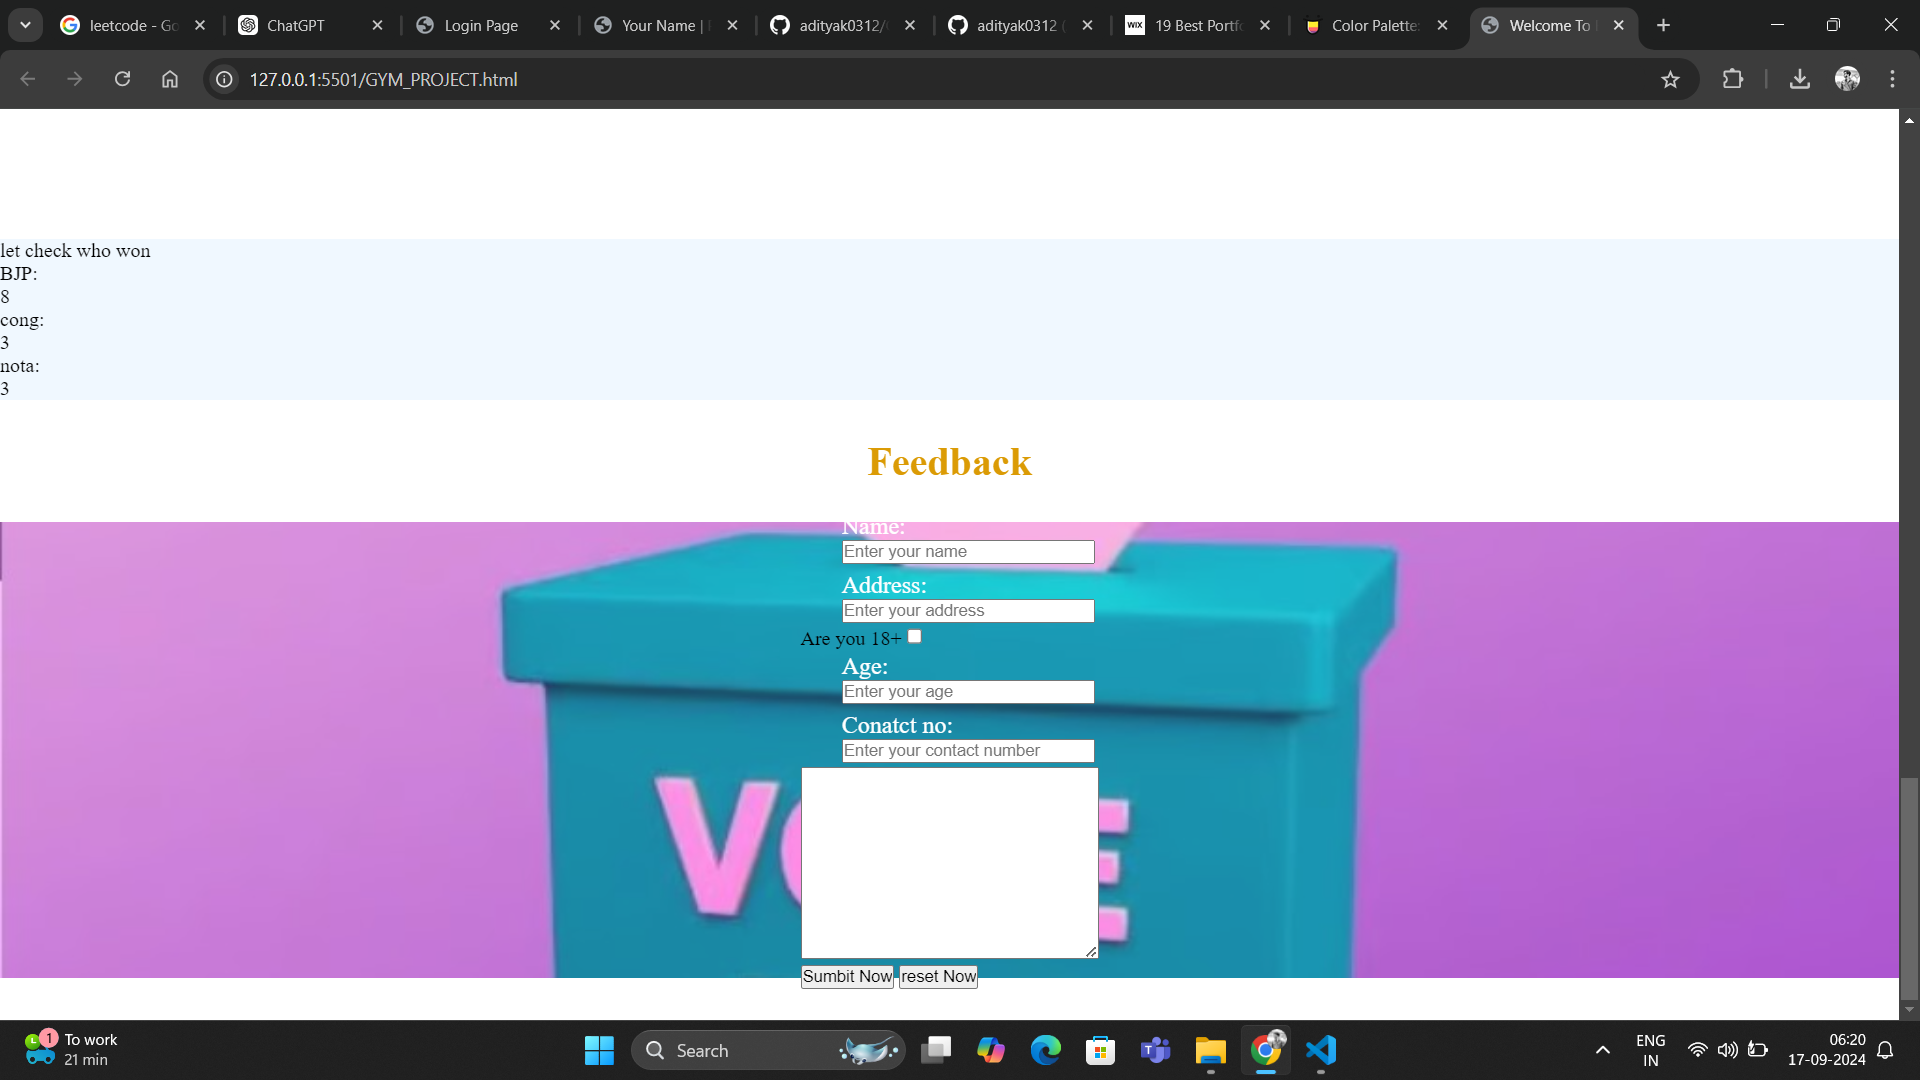 leetcode - Go
ChatGPT
Login Page
Your Name |
adityak0312/
adityak0312 (
WIX
19 Best Portfo
Color Palette:
Welcome To
127.0.0.1:5501/GYM_PROJECT.html
let check who won
BJP:
8
cong:
3
nota:
3
Feedback
Name:
Enter your name
Address:
Enter your address
Are you 18+
Age:
Enter your age
Conatct no:
Enter your contact number
V
E
Sumbit Now reset Now
1
To work
21 min
Search
ENG
IN
06:20
17-09-2024